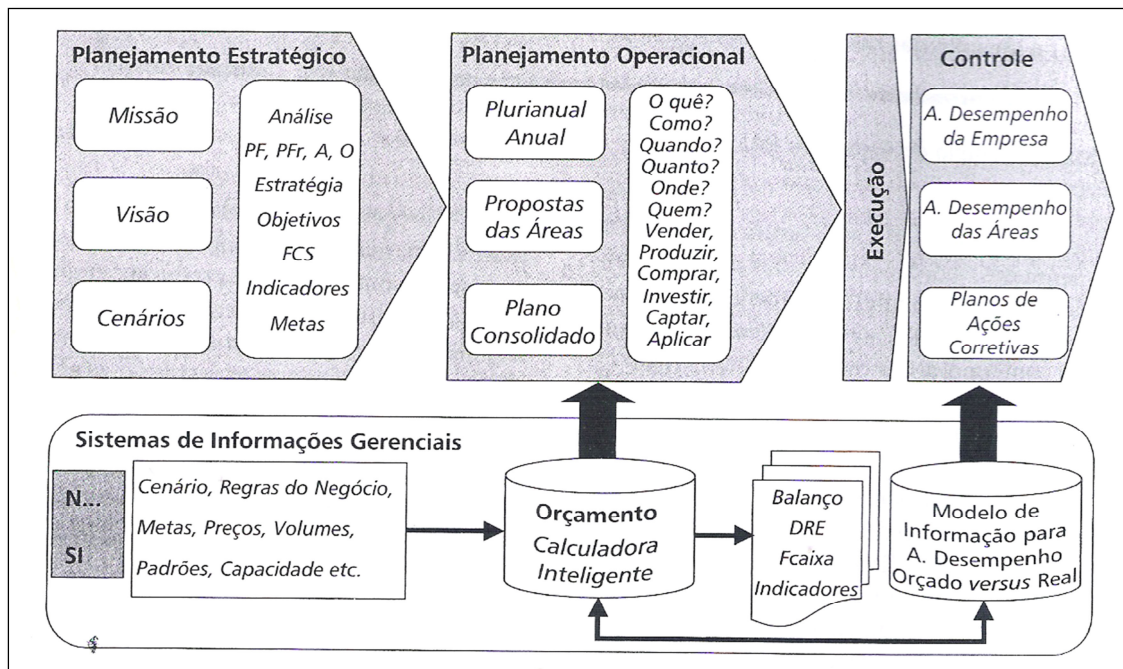 Planejamento Estratégico
Missão
Visão
Cenários
Análise
PF, PFr, A, O
Estratégia
Objetivos
FCS
Indicadores
Metas
Planejamento Operacional
Plurianual
Anual
Propostas
das Áreas
Plano
Consolidado
O quê?
Como?
Quando?
Quanto?
Onde?
Quem?
Vender,
Produzir,
Comprar,
Investir,
Captar,
Aplicar
Execução
Controle
A. Desempenho
da Empresa
A. Desempenho
das Áreas
Planos de
Ações
Corretivas
Sistemas de Informações Gerenciais
N...
SI
Cenário, Regras do Negócio,
Metas, Preços, Volumes,
Padrões, Capacidade etc.
Orçamento
Calculadora
Inteligente
Balanço
DRE
Fcaixa
Indicadores
Modelo de
Informação para
A. Desempenho
Orçado versus Real